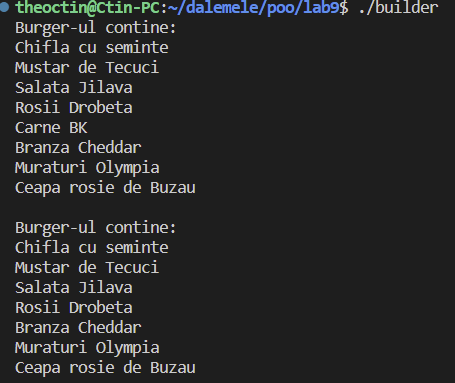 theoctin@Ctin-PC:~/dalemele/poo/lab9$ ./builder
Burger-ul contine:
Chifla cu seminte
Mustar de Tecuci
Salata Jilava
Rosii Drobeta
Carne BK
Branza Cheddar
Muraturi Olympia
Ceapa rosie de Buzau

Burger-ul contine:
Chifla cu seminte
Mustar de Tecuci
Salata Jilava
Rosii Drobeta
Branza Cheddar
Muraturi Olympia
Ceapa rosie de Buzau